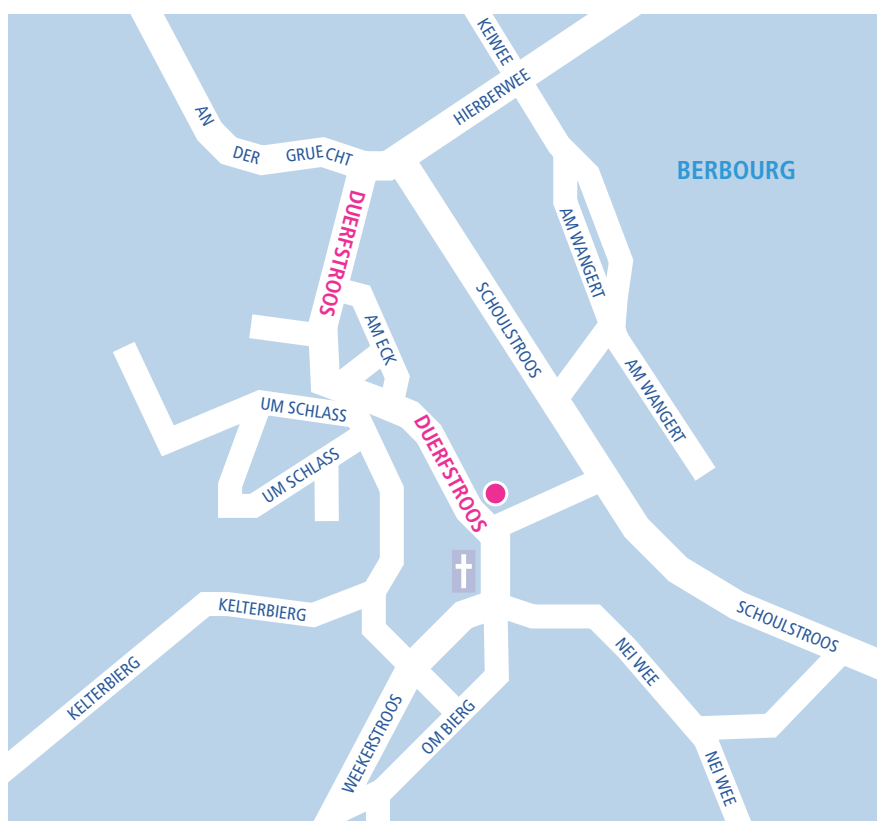 KEIWEE
HIERBERWEE
AN DER GRUECHT
BERBOURG
DUERFSTROOS
AM WANGERT
SCHOULSTROOS
AM ECK
AM WANGERT
UM SCHLASS
DUERFSTROOS
UM SCHLASS
KELTERBIERG
SCHOULSTROOS
NEI WEE
KELTERBIERG
WEEKERSTROOS
OM BIERG
NEI WEE